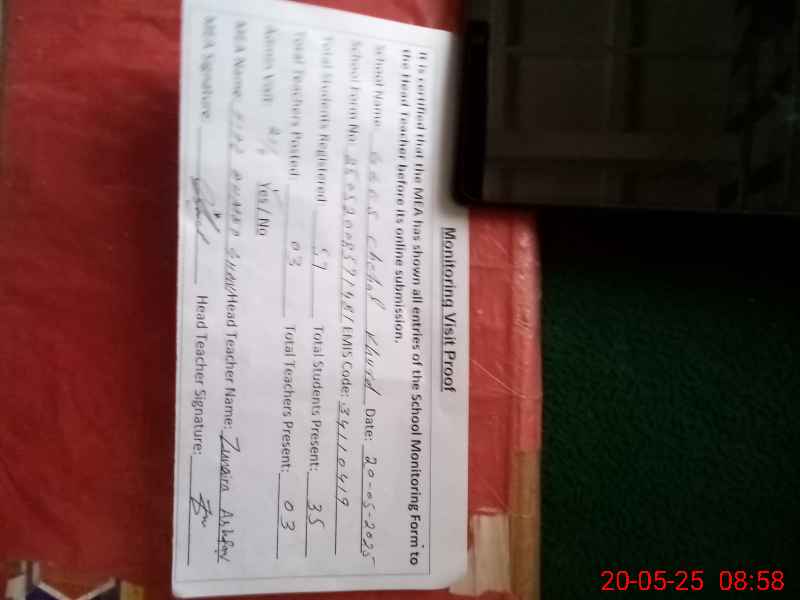 Monitoring Visit Proof
It is certified that the MEA has shown all entries of the School Monitoring Form to
the Head Teacher before its online submission.
School Name: Khurd Date: 20-05-2025
School Form No: EMIS Code: 34110419
Total Students Registered 57 Total Students Present: 35
Total Teachers Posted 03 Total Teachers Present: 03
Admin Visit Yes / No
MEA Name Head Teacher Name: Zunaira Ashfaq
MEA Signature Head Teacher Signature:
20-05-25 08:58